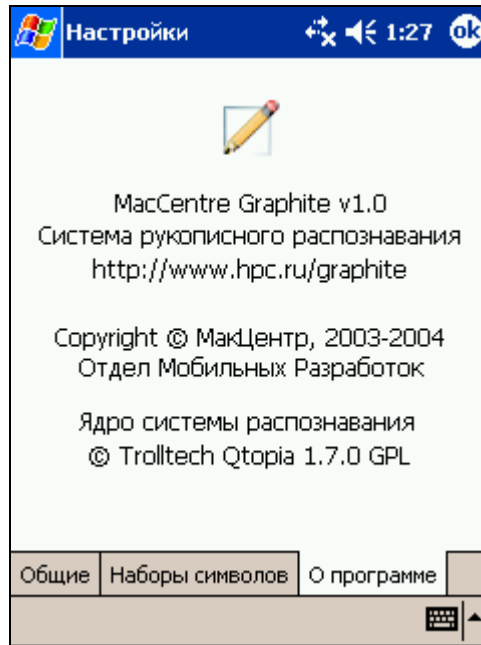 Настройки 1:27 ok
MacCentre Graphite v1.0
Система рукописного распознавания
http://www.hpc.ru/graphite
Copyright © МакЦентр, 2003-2004
Отдел Мобильных Разработок
Ядро системы распознавания
© Trolltech Qtopia 1.7.0 GPL
Общие Наборы символов О программе